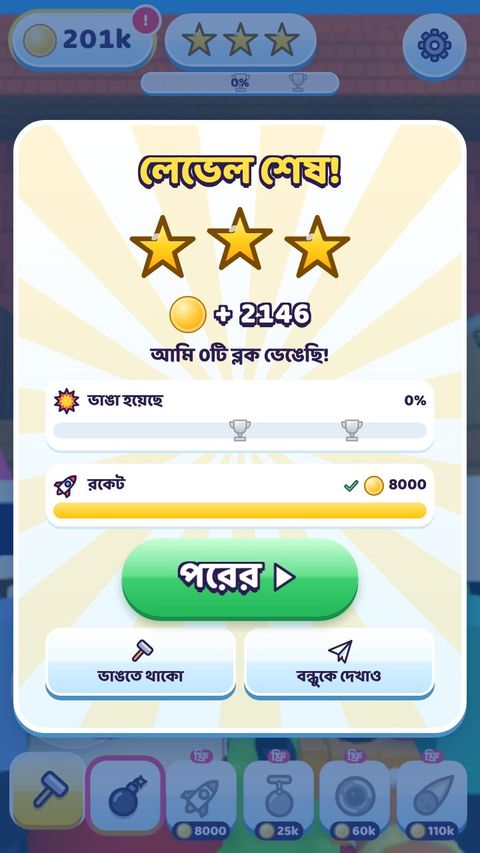 201k !
0%
লেভেল শেষ!
+ 2146
আমি 0টি ব্লক ভেঙেছি!
ভাঙা হয়েছে 0%
রকেট 8000
পরের
ভাঙতে থাকো
বন্ধুকে দেখাও
ফ্রি ফ্রি ফ্রি ফ্রি
8000 25k 60k 110k